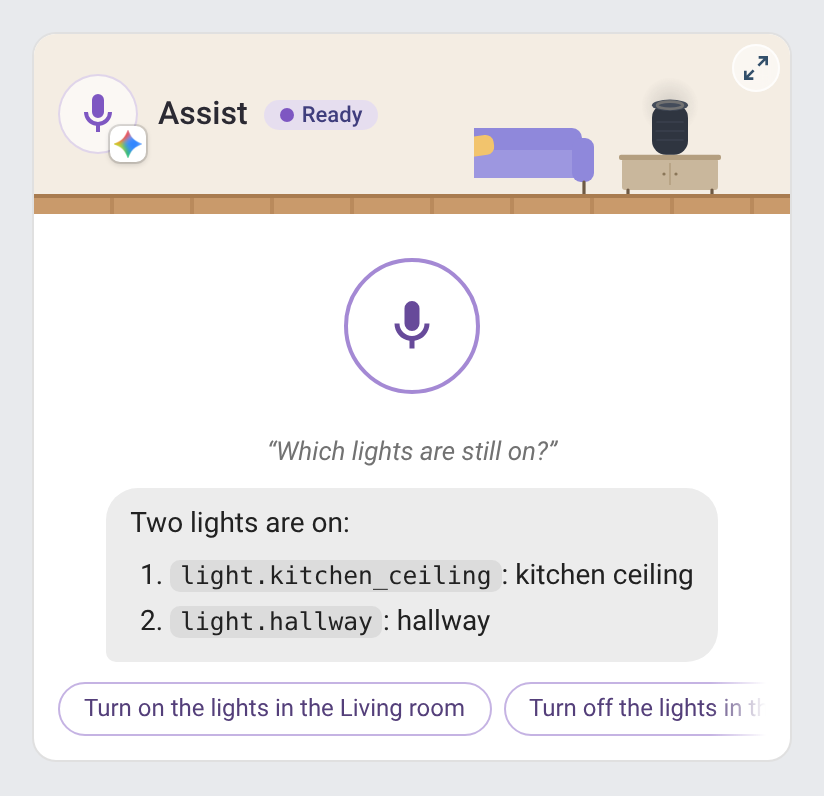 Assist
Ready
“Which lights are still on?”
Two lights are on:
1. light.kitchen_ceiling: kitchen ceiling
2. light.hallway: hallway
Turn on the lights in the Living room
Turn off the lights in